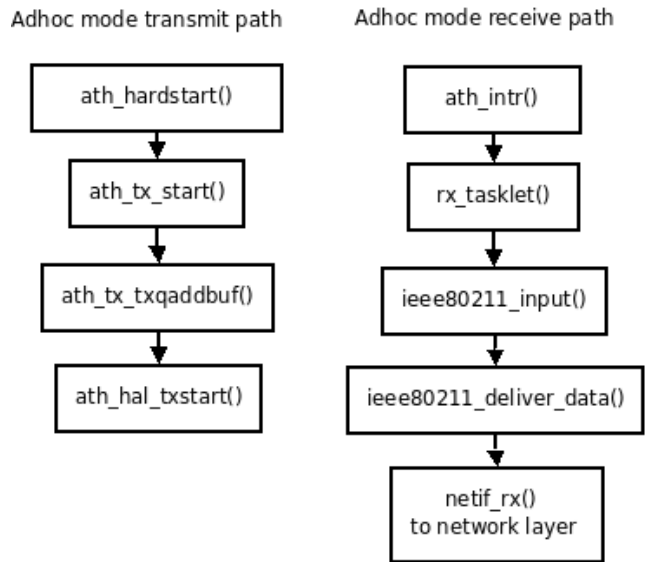 Adhoc mode transmit path
ath_hardstart()
ath_tx_start()
ath_tx_txqaddbuf()
ath_hal_txstart()
Adhoc mode receive path
ath_intr()
rx_tasklet()
ieee80211_input()
ieee80211_deliver_data()
netif_rx()
to network layer